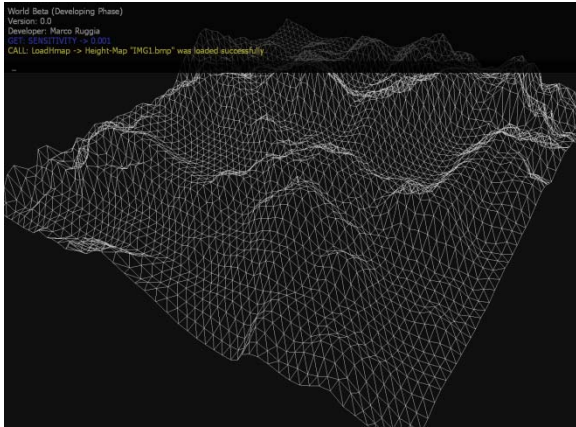 World Beta (Developing Phase)
Version: 0.0
Developer: Marco Ruggia
GET: SENSITIVITY -> 0.001
CALL: LoadHmap -> Height-Map "IMG1.bmp" was loaded successfully
_